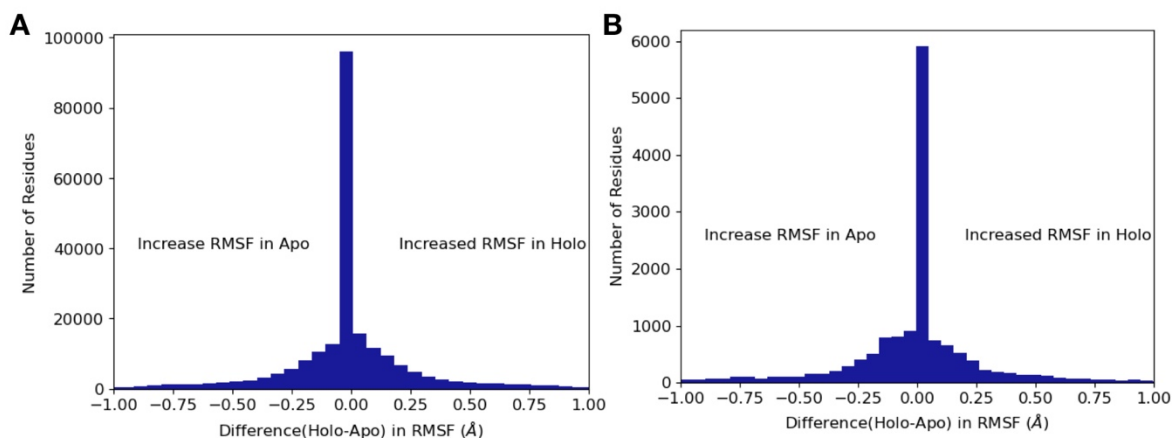 A
100000
80000
60000
40000
20000
0
Number of Residues
Increase RMSF in Apo
Increased RMSF in Holo
−1.00 −0.75 −0.50 −0.25 0.00 0.25 0.50 0.75 1.00
Difference(Holo-Apo) in RMSF (Å)
B
6000
5000
4000
3000
2000
1000
0
Number of Residues
Increase RMSF in Apo
Increased RMSF in Holo
−1.00 −0.75 −0.50 −0.25 0.00 0.25 0.50 0.75 1.00
Difference(Holo-Apo) in RMSF (Å)